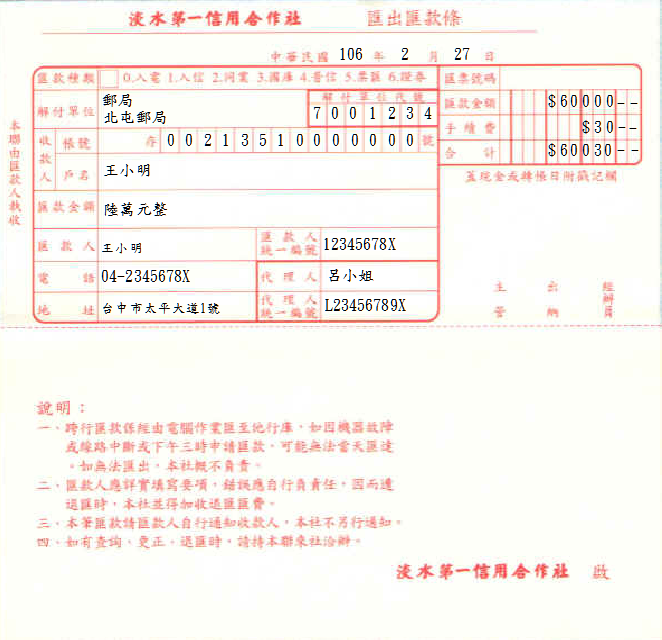 淡水第一信用合作社 匯出匯款條
中華民國 106 年 2 月 27 日
匯款種類 0.入電 1.入信 2.同業 3.國庫 4.普信 5.票匯 6.證券
解付單位 郵局
北屯郵局
解付單位代號
7 0 0 1 2 3 4
收款人 帳號 存 0 0 2 1 3 5 1 0 0 0 0 0 0 0 號
戶名 王小明
匯款金額 陸萬元整
匯款人 王小明 匯款人統一編號 12345678X
電話 04-2345678X 代理人 呂小姐
地址 台中市太平大道1號 代理人統一編號 L23456789X
匯票號碼
匯款金額 $60000--
手續費 $30--
合計 $60030--
蓋現金或轉帳日附戳記欄
主管 出納 經辦員
本聯由匯款人執收
說明：
一、跨行匯款係經由電腦作業匯至他行庫，如因機器故障
或線路中斷或下午三時申請匯款，可能無法當天匯達
。如無法匯出，本社概不負責。
二、匯款人應詳實填寫要項，錯誤應自行負責任，因而遭
退匯時，本社並得加收退匯匯費。
三、本筆匯款請匯款人自行通知收款人，本社不另行通知。
四、如有查詢、更正、退匯時，請持本聯來社洽辦。
淡水第一信用合作社 啟